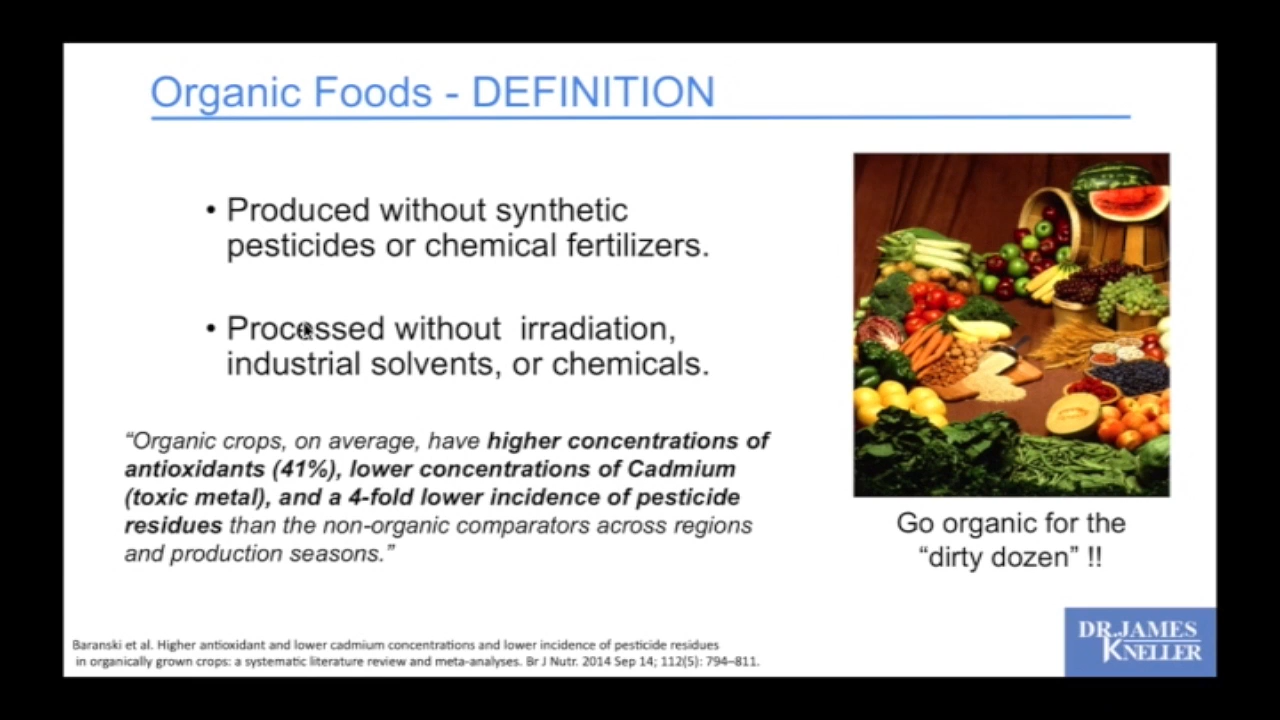 Organic Foods - DEFINITION
• Produced without synthetic
pesticides or chemical fertilizers.
• Processed without irradiation,
industrial solvents, or chemicals.
“Organic crops, on average, have higher concentrations of
antioxidants (41%), lower concentrations of Cadmium
(toxic metal), and a 4-fold lower incidence of pesticide
residues than the non-organic comparators across regions
and production seasons.”
Go organic for the
“dirty dozen” !!
Baranski et al. Higher antioxidant and lower cadmium concentrations and lower incidence of pesticide residues
in organically grown crops: a systematic literature review and meta-analyses. Br J Nutr. 2014 Sep 14; 112(5): 794–811.
DR.JAMES
KNELLER